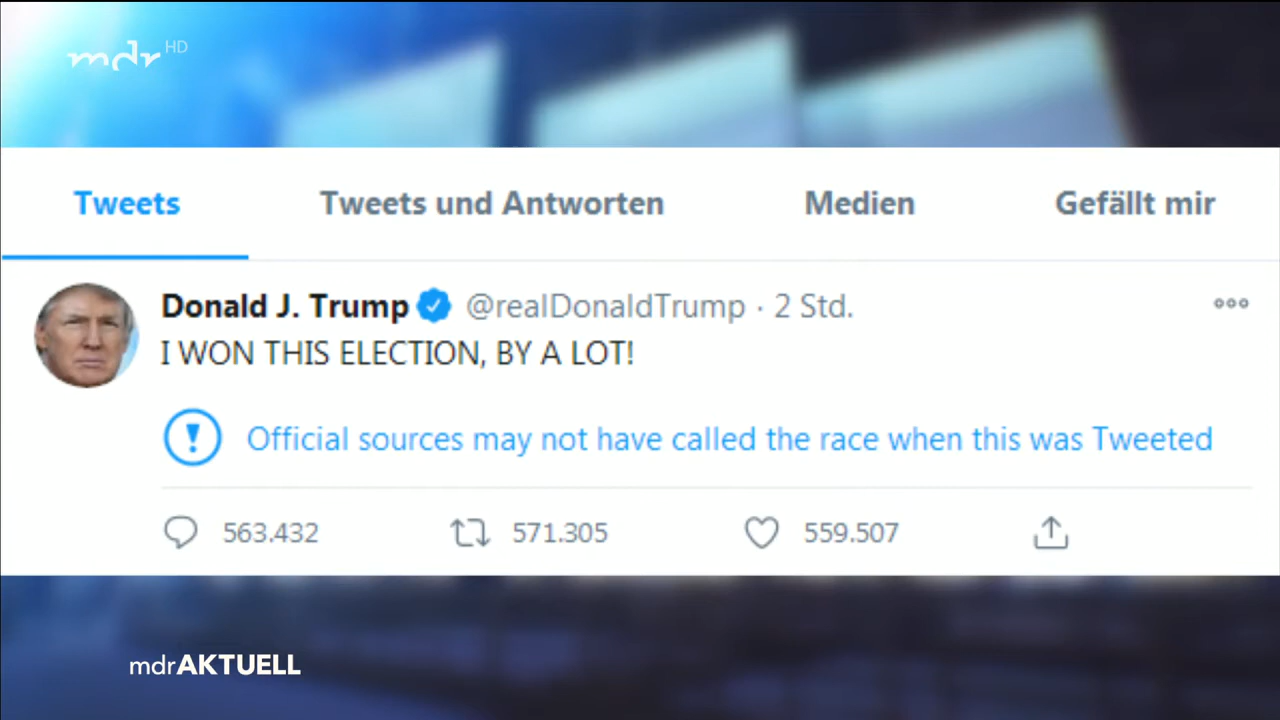 mdr HD
Tweets Tweets und Antworten Medien Gefällt mir
Donald J. Trump @realDonaldTrump · 2 Std.
I WON THIS ELECTION, BY A LOT!
Official sources may not have called the race when this was Tweeted
563.432 571.305 559.507
mdrAKTUELL